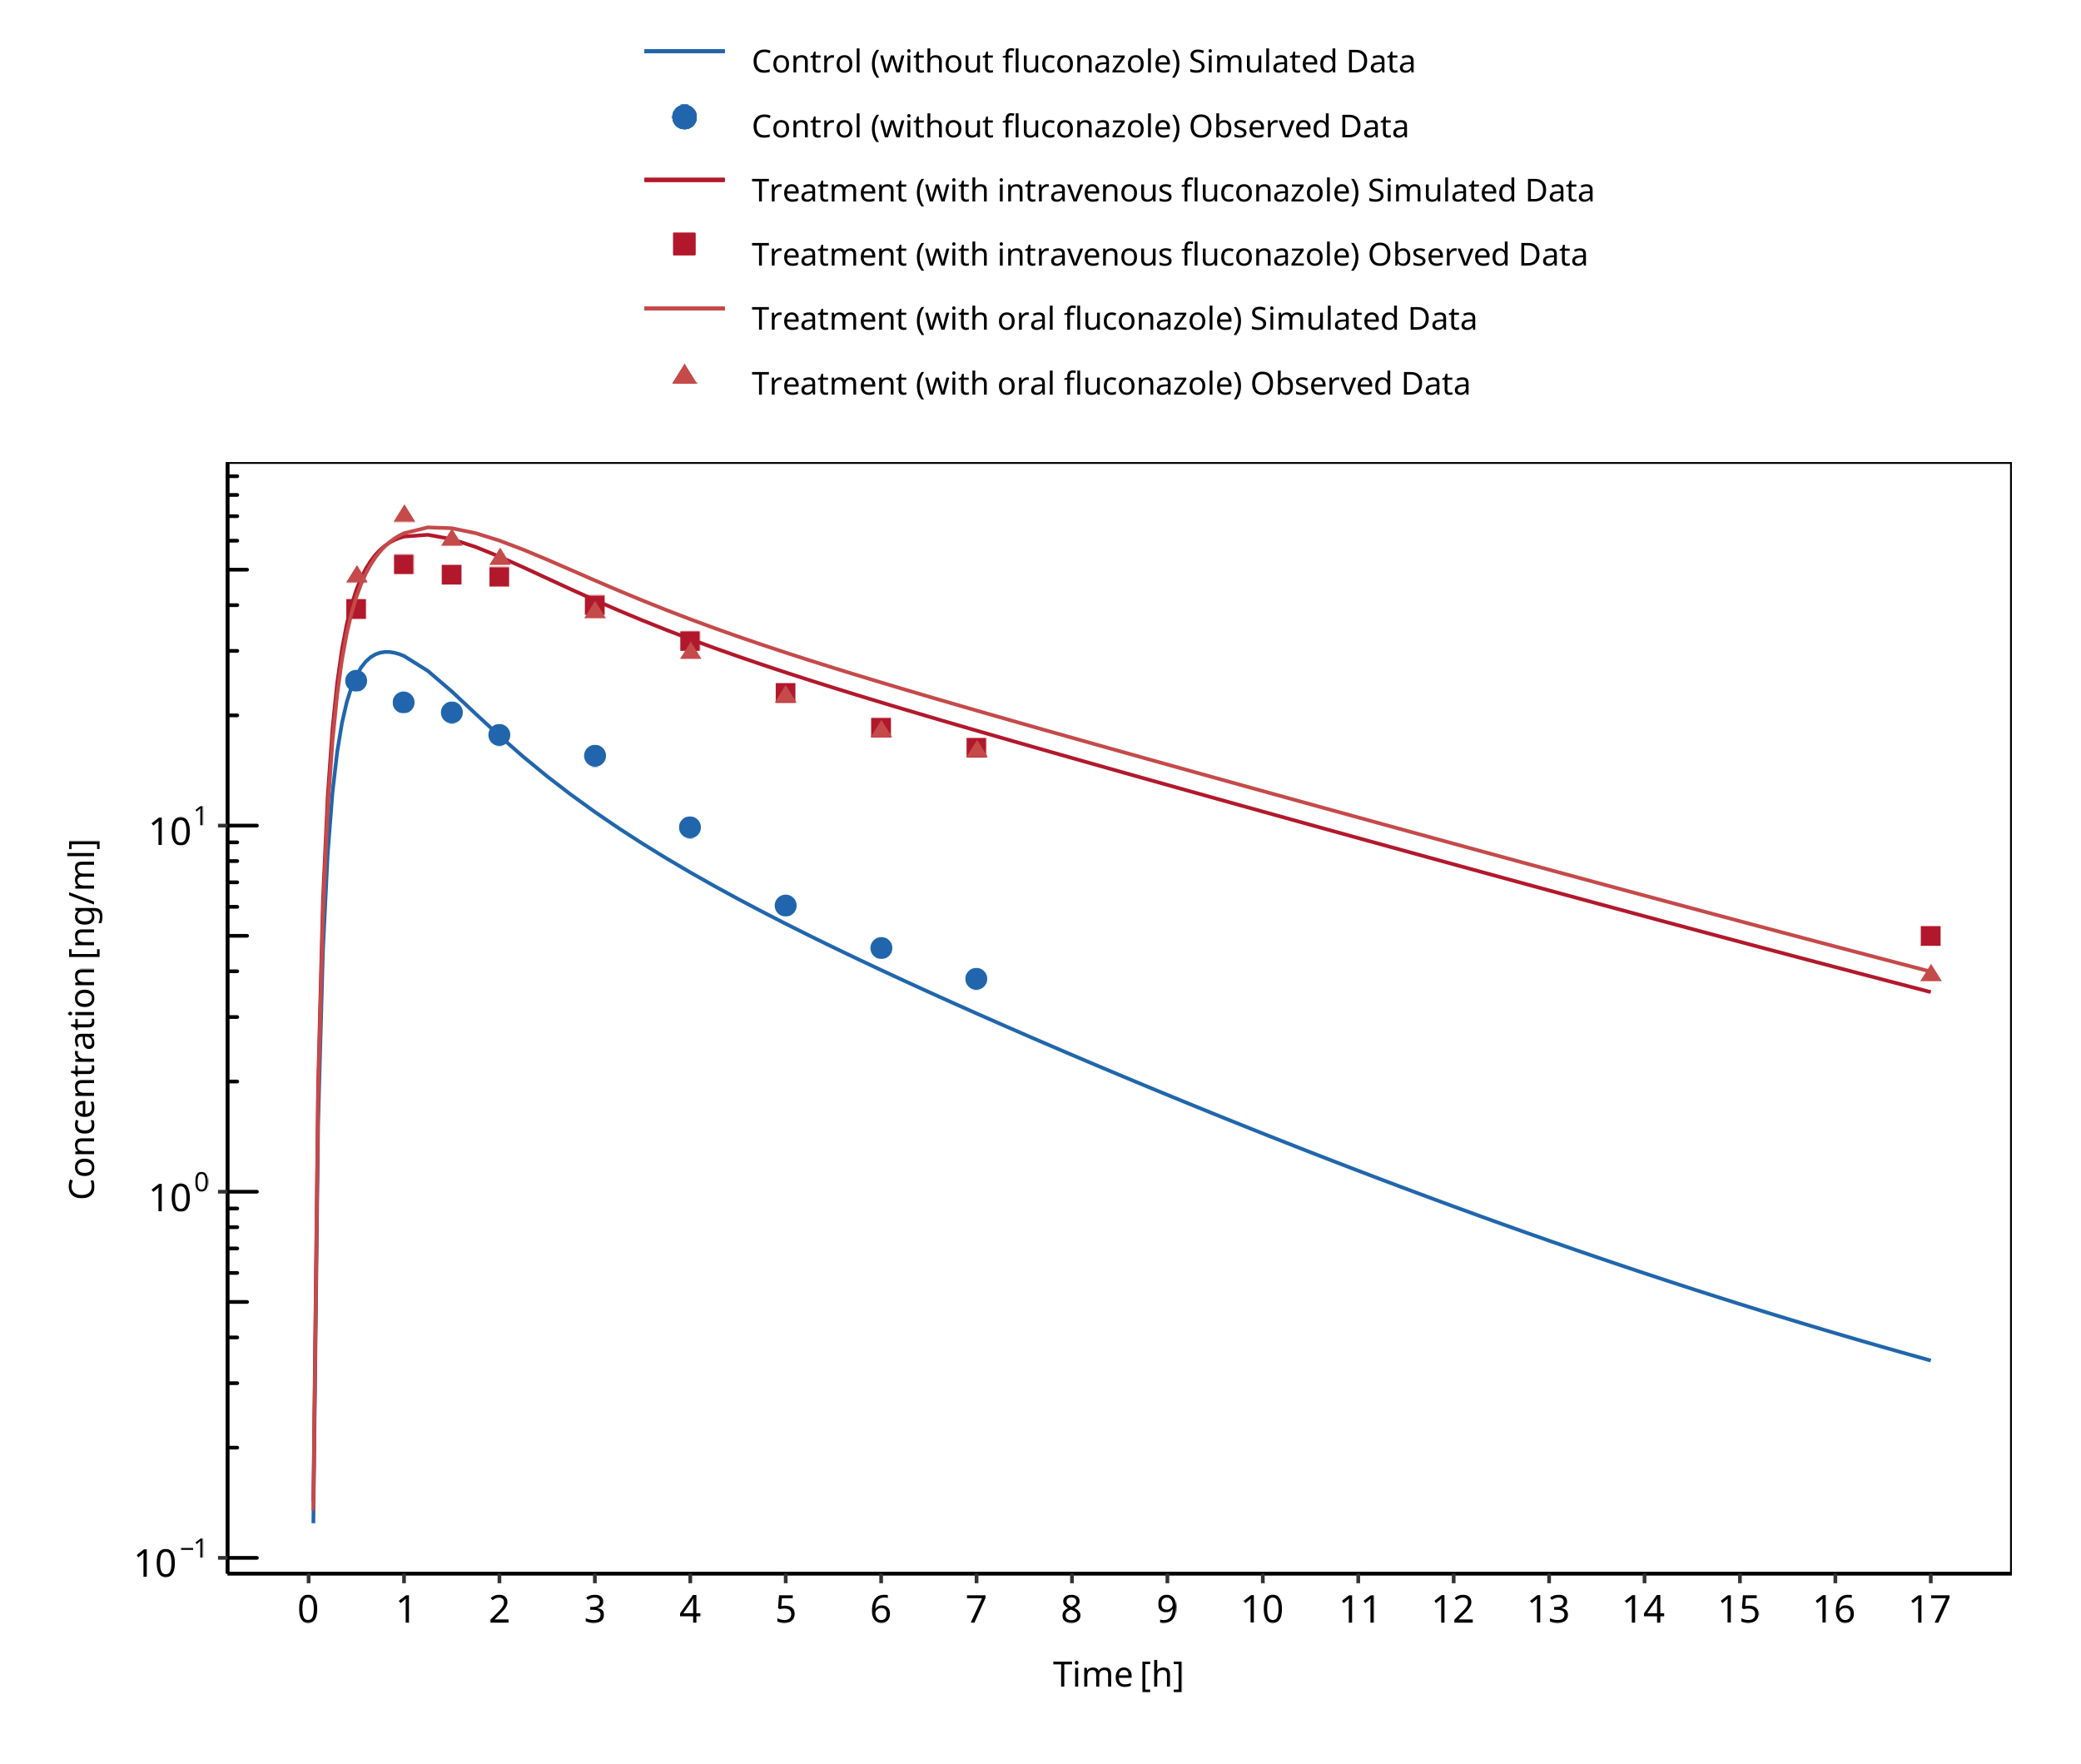 Control (without fluconazole) Simulated Data
Control (without fluconazole) Observed Data
Treatment (with intravenous fluconazole) Simulated Data
Treatment (with intravenous fluconazole) Observed Data
Treatment (with oral fluconazole) Simulated Data
Treatment (with oral fluconazole) Observed Data
Concentration [ng/ml]
10¹
10⁰
10⁻¹
0 1 2 3 4 5 6 7 8 9 10 11 12 13 14 15 16 17
Time [h]